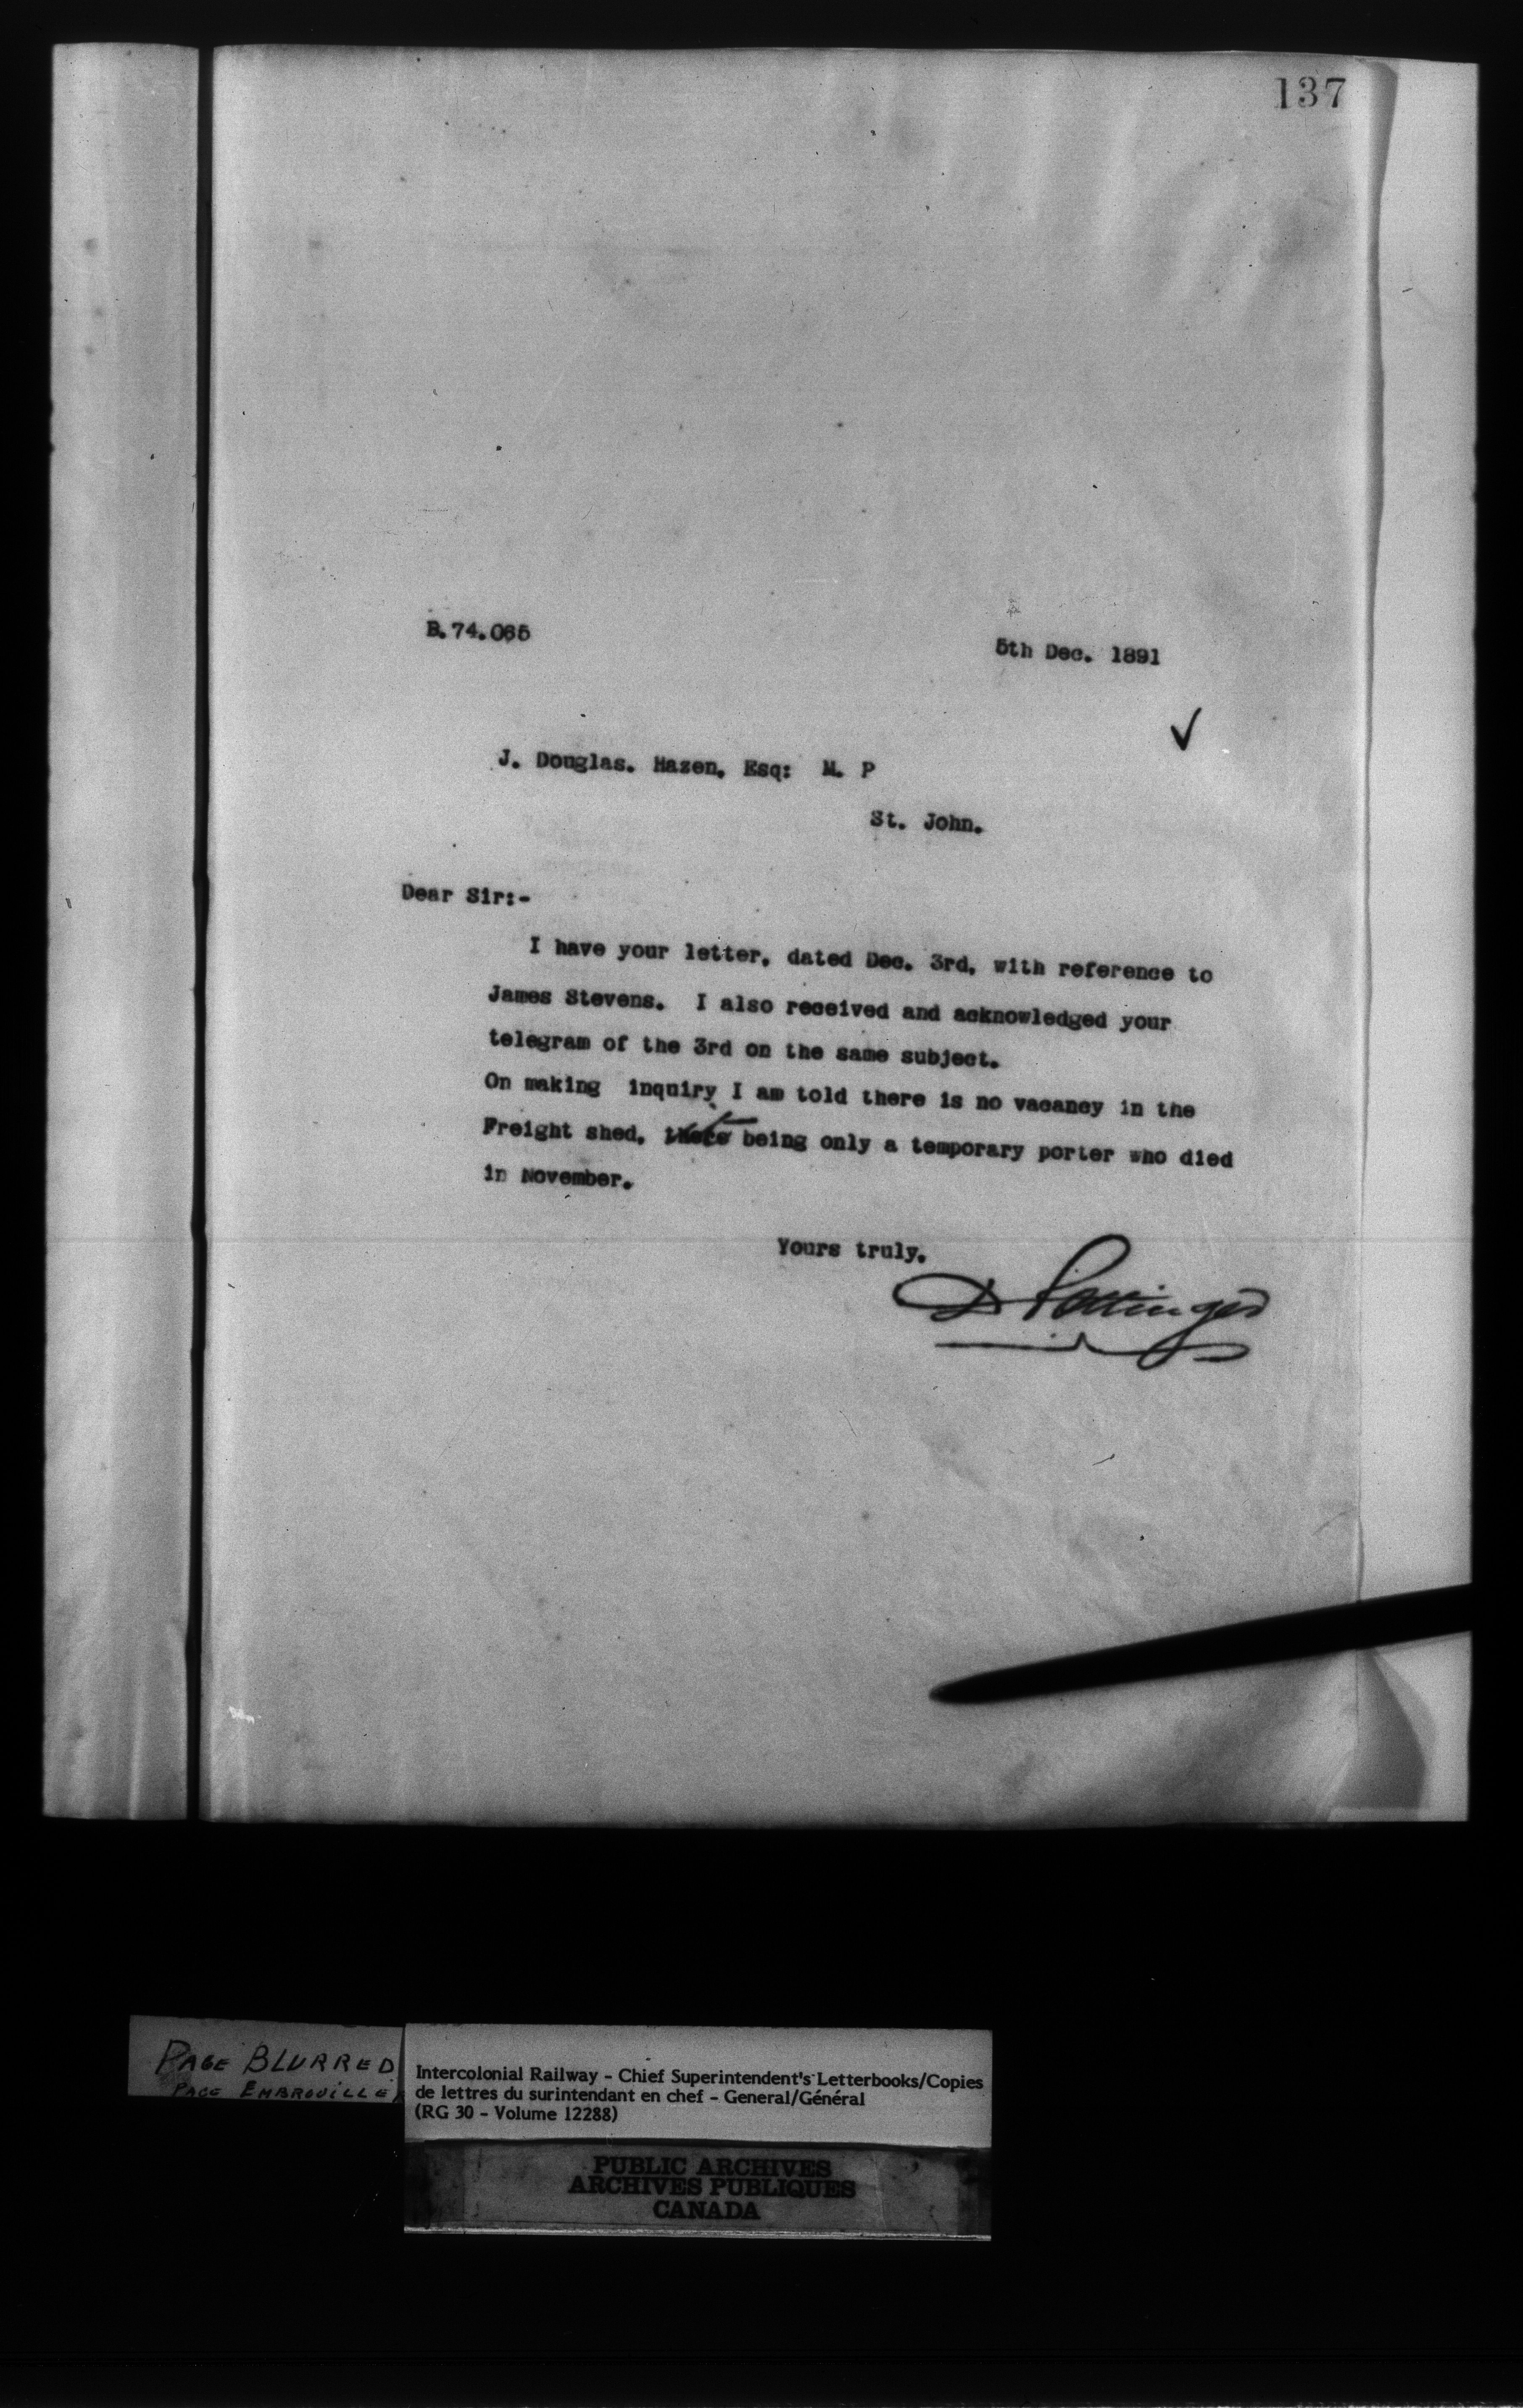 137
B.74.065
5th Dec. 1891
✓
J. Douglas. Hazen, Esq: M. P
St. John.
Dear Sir:-
I have your letter, dated Dec. 3rd, with reference to
James Stevens. I also received and acknowledged your
telegram of the 3rd on the same subject.
On making inquiry I am told there is no vacancy in the
Freight shed, being only a temporary porter who died
in November.
Yours truly,
D Pottinger
PAGE BLURRED
PAGE EMBROUILLE
Intercolonial Railway - Chief Superintendent's Letterbooks/Copies
de lettres du surintendant en chef - General/Général
(RG 30 - Volume 12288)
PUBLIC ARCHIVES
ARCHIVES PUBLIQUES
CANADA